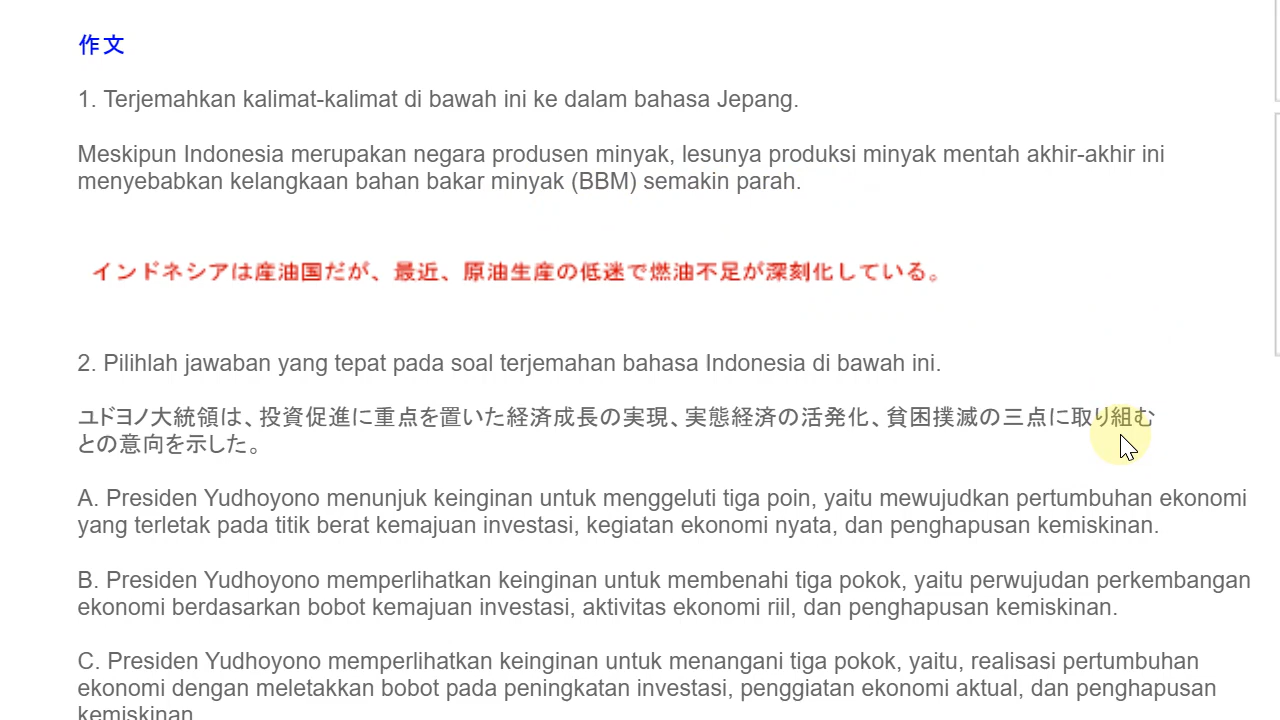 作文
1. Terjemahkan kalimat-kalimat di bawah ini ke dalam bahasa Jepang.
Meskipun Indonesia merupakan negara produsen minyak, lesunya produksi minyak mentah akhir-akhir ini
menyebabkan kelangkaan bahan bakar minyak (BBM) semakin parah.
インドネシアは産油国だが、最近、原油生産の低迷で燃油不足が深刻化している。
2. Pilihlah jawaban yang tepat pada soal terjemahan bahasa Indonesia di bawah ini.
ユドヨノ大統領は、投資促進に重点を置いた経済成長の実現、実態経済の活発化、貧困撲滅の三点に取り組む
との意向を示した。
A. Presiden Yudhoyono menunjuk keinginan untuk menggeluti tiga poin, yaitu mewujudkan pertumbuhan ekonomi
yang terletak pada titik berat kemajuan investasi, kegiatan ekonomi nyata, dan penghapusan kemiskinan.
B. Presiden Yudhoyono memperlihatkan keinginan untuk membenahi tiga pokok, yaitu perwujudan perkembangan
ekonomi berdasarkan bobot kemajuan investasi, aktivitas ekonomi riil, dan penghapusan kemiskinan.
C. Presiden Yudhoyono memperlihatkan keinginan untuk menangani tiga pokok, yaitu, realisasi pertumbuhan
ekonomi dengan meletakkan bobot pada peningkatan investasi, penggiatan ekonomi aktual, dan penghapusan
kemiskinan.